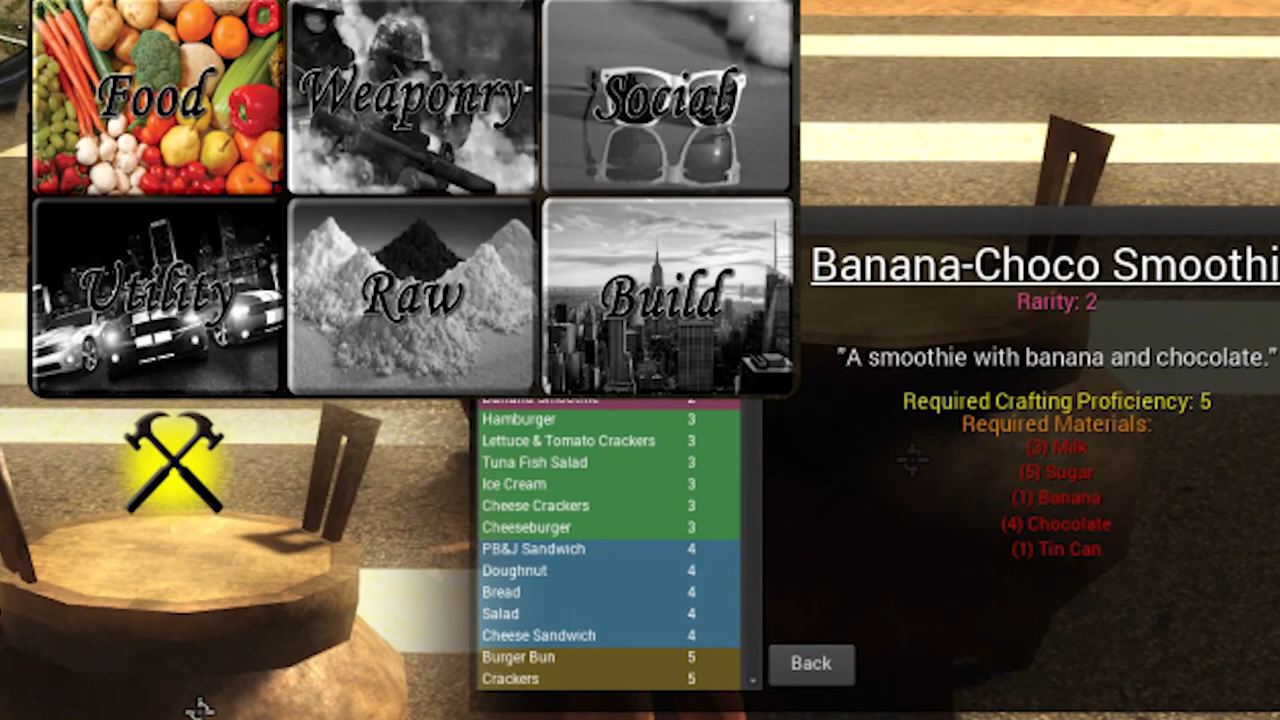 Food
Weaponry
Social
Utility
Raw
Build
Banana-Choco Smoothi
Rarity: 2
"A smoothie with banana and chocolate."
Required Crafting Proficiency: 5
Required Materials:
(3) Milk
(5) Sugar
(1) Banana
(4) Chocolate
(1) Tin Can
Banana Smoothie 2
Hamburger 3
Lettuce & Tomato Crackers 3
Tuna Fish Salad 3
Ice Cream 3
Cheese Crackers 3
Cheeseburger 3
PB&J Sandwich 4
Doughnut 4
Bread 4
Salad 4
Cheese Sandwich 4
Burger Bun 5
Crackers 5
Back